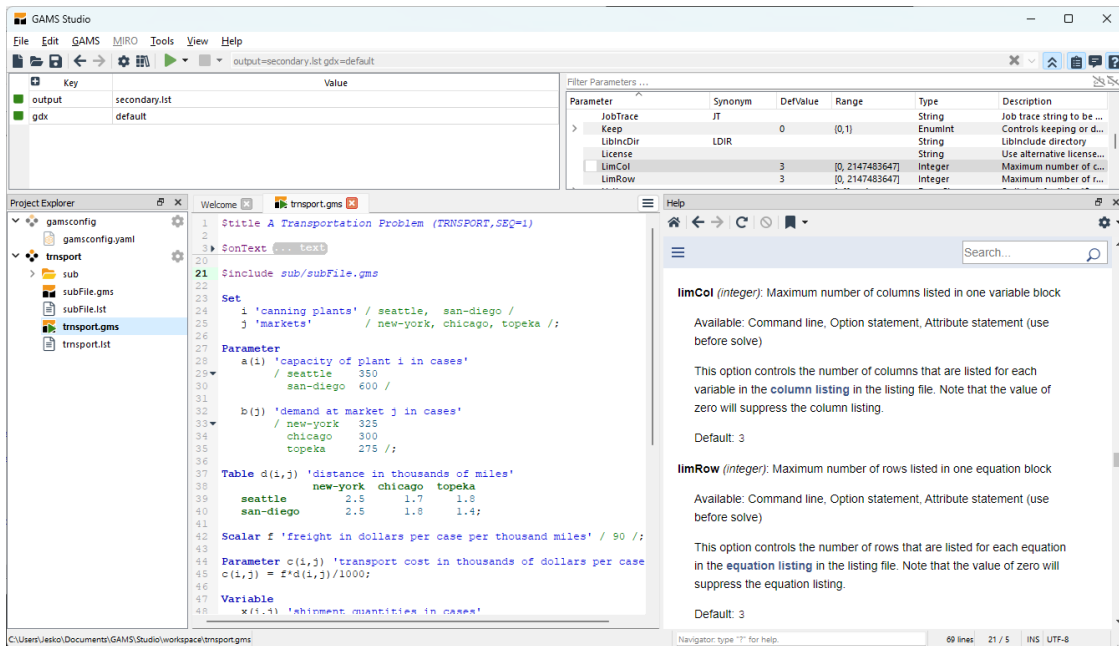 GAMS Studio
File Edit GAMS MIRO Tools View Help
output=secondary.lst gdx=default
Key Value
output secondary.lst
gdx default
Filter Parameters ...
Parameter Synonym DefValue Range Type Description
JobTrace JT String Job trace string to be ...
Keep 0 {0,1} EnumInt Controls keeping or d...
LibIncDir LDIR String LibInclude directory
License String Use alternative license...
LimCol 3 [0, 2147483647] Integer Maximum number of c...
LimRow 3 [0, 2147483647] Integer Maximum number of r...
Project Explorer
gamsconfig
gamsconfig.yaml
trnsport
sub
subFile.gms
subFile.lst
trnsport.gms
trnsport.lst
Welcome trnsport.gms
1 $title A Transportation Problem (TRNSPORT,SEQ=1)
2
3 $onText ... text
20
21 $include sub/subFile.gms
22
23 Set
24 i 'canning plants' / seattle, san-diego /
25 j 'markets' / new-york, chicago, topeka /;
26
27 Parameter
28 a(i) 'capacity of plant i in cases'
29 / seattle 350
30 san-diego 600 /
31
32 b(j) 'demand at market j in cases'
33 / new-york 325
34 chicago 300
35 topeka 275 /;
36
37 Table d(i,j) 'distance in thousands of miles'
38 new-york chicago topeka
39 seattle 2.5 1.7 1.8
40 san-diego 2.5 1.8 1.4;
41
42 Scalar f 'freight in dollars per case per thousand miles' / 90 /;
43
44 Parameter c(i,j) 'transport cost in thousands of dollars per case
45 c(i,j) = f*d(i,j)/1000;
46
47 Variable
48 x(i,j) 'shipment quantities in cases'
Help
Search...
limCol (integer): Maximum number of columns listed in one variable block
Available: Command line, Option statement, Attribute statement (use
before solve)
This option controls the number of columns that are listed for each
variable in the column listing in the listing file. Note that the value of
zero will suppress the column listing.
Default: 3
limRow (integer): Maximum number of rows listed in one equation block
Available: Command line, Option statement, Attribute statement (use
before solve)
This option controls the number of rows that are listed for each equation
in the equation listing in the listing file. Note that the value of zero will
suppress the equation listing.
Default: 3
C:\Users\Jesko\Documents\GAMS\Studio\workspace\trnsport.gms
Navigator: type "?" for help.
69 lines 21 / 5 INS UTF-8